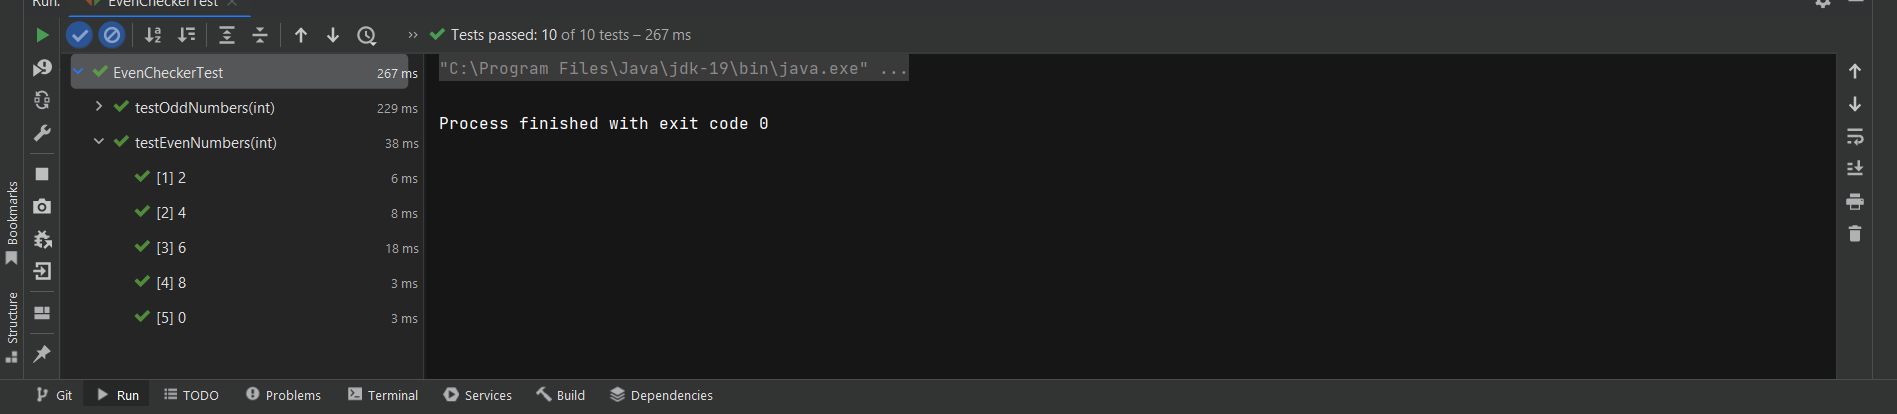 Run: EvenCheckerTest
Tests passed: 10 of 10 tests – 267 ms
EvenCheckerTest 267 ms
testOddNumbers(int) 229 ms
testEvenNumbers(int) 38 ms
[1] 2 6 ms
[2] 4 8 ms
[3] 6 18 ms
[4] 8 3 ms
[5] 0 3 ms
"C:\Program Files\Java\jdk-19\bin\java.exe" ...
Process finished with exit code 0
Bookmarks
Structure
Git Run TODO Problems Terminal Services Build Dependencies